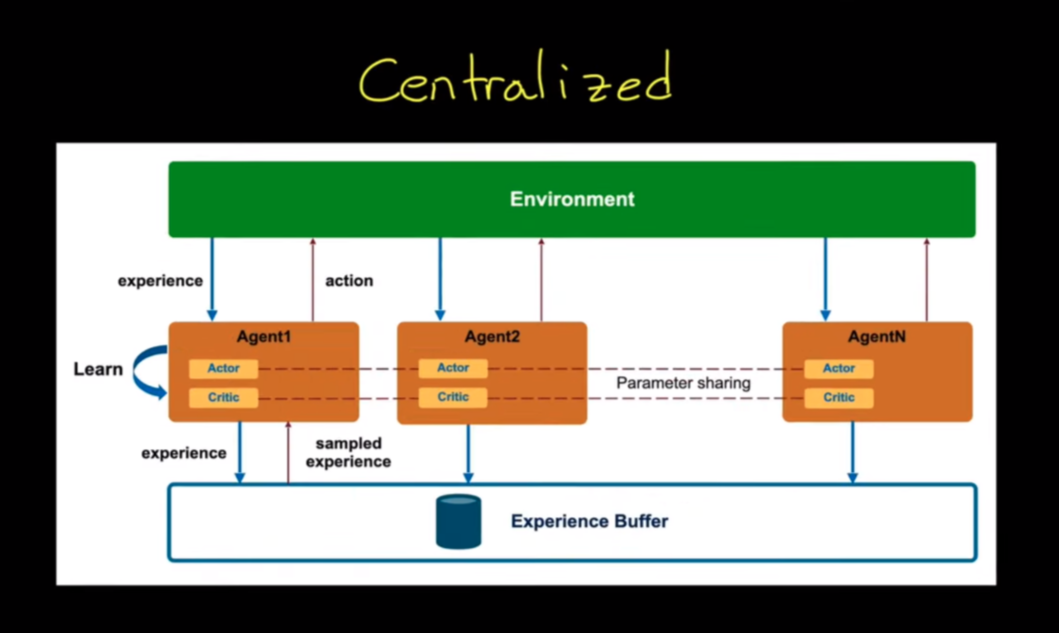 Centralized
Environment
experience
action
Agent1
Agent2
AgentN
Learn
Actor
Actor
Actor
Parameter sharing
Critic
Critic
Critic
experience
sampled
experience
Experience Buffer